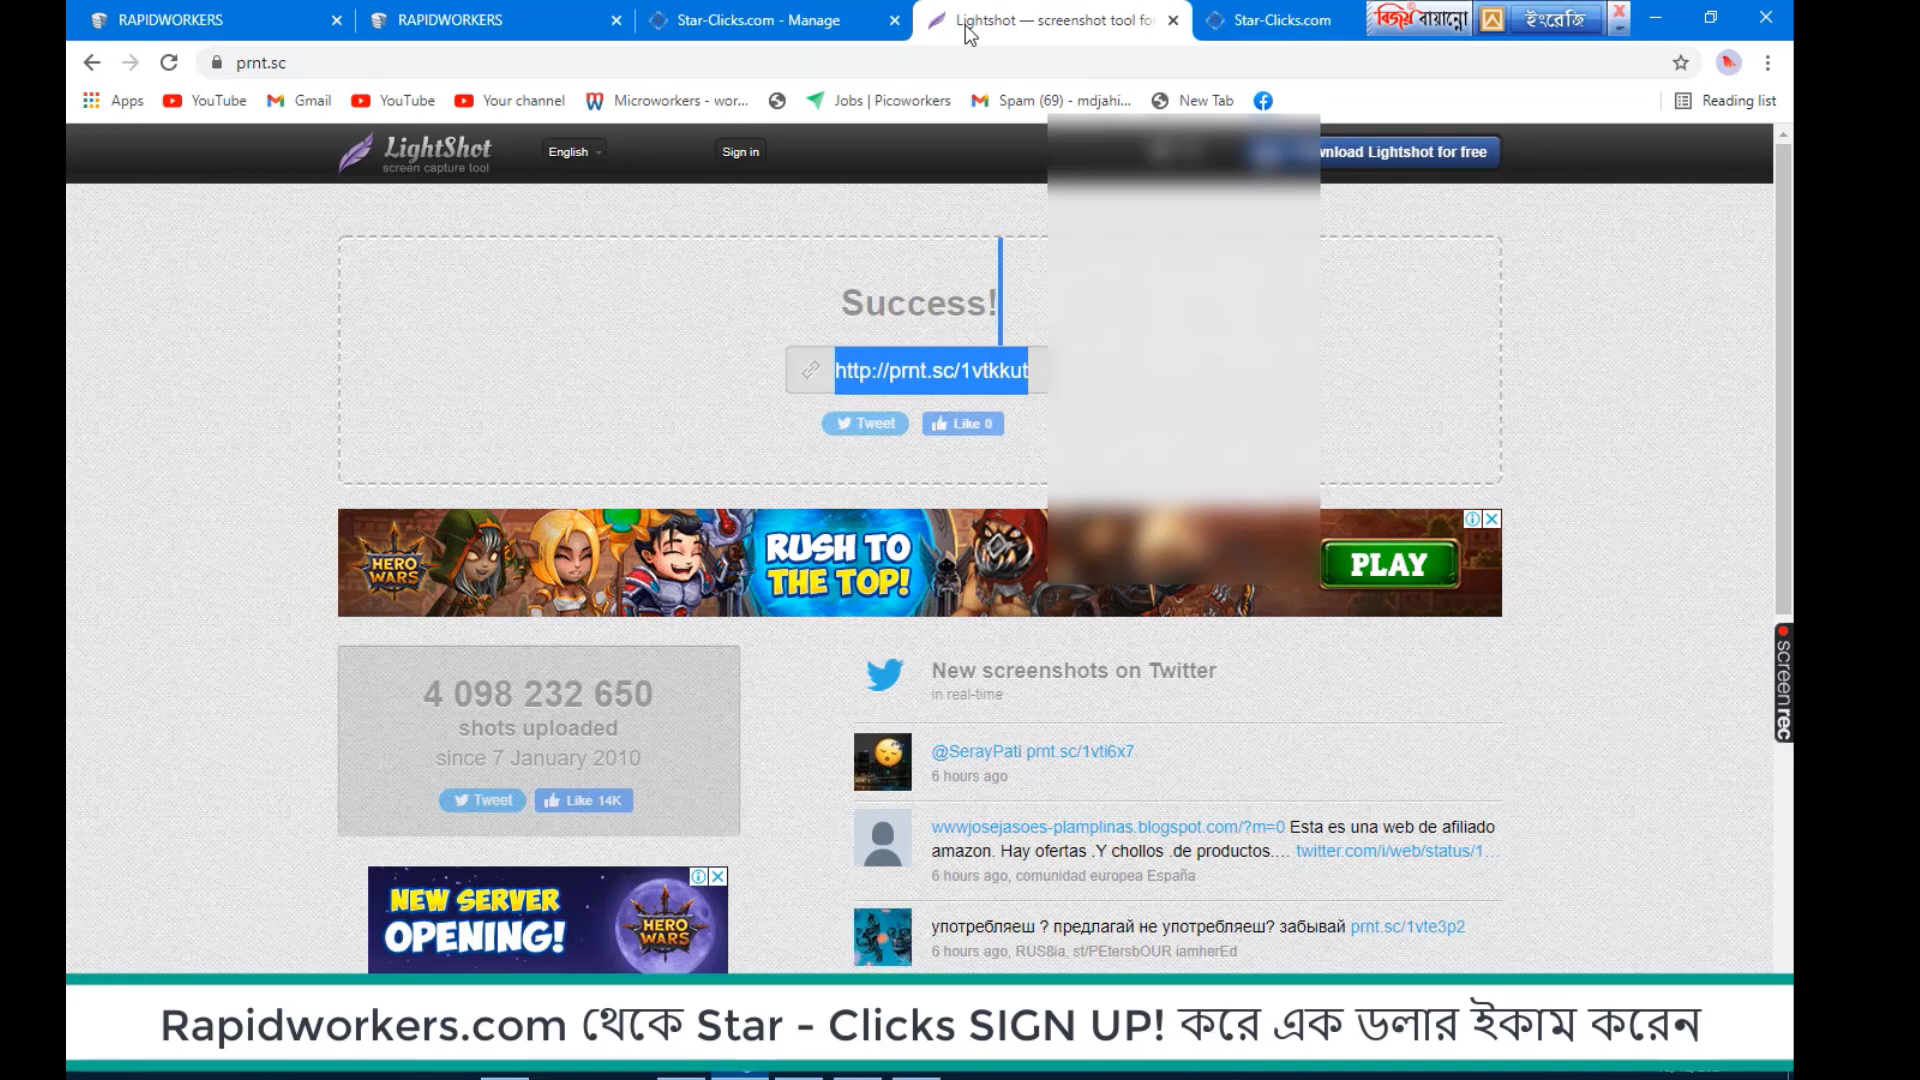 RAPIDWORKERS
RAPIDWORKERS
Star-Clicks.com - Manage
Lightshot — screenshot tool fo
Star-Clicks.com
বিজয় বায়ান্নো
ইংরেজি
prnt.sc
Apps
YouTube
Gmail
YouTube
Your channel
Microworkers - wor...
Jobs | Picoworkers
Spam (69) - mdjahi...
New Tab
Reading list
LightShot
screen capture tool
English
Sign in
wnload Lightshot for free
Success!
http://prnt.sc/1vtkkut
Tweet
Like 0
HERO WARS
RUSH TO
THE TOP!
PLAY
4 098 232 650
shots uploaded
since 7 January 2010
Tweet
Like 14K
New screenshots on Twitter
in real-time
@SerayPati prnt.sc/1vti6x7
6 hours ago
wwwjosejasoes-plamplinas.blogspot.com/?m=0 Esta es una web de afiliado
amazon. Hay ofertas .Y chollos .de productos.... twitter.com/i/web/status/1...
6 hours ago, comunidad europea España
употребляеш ? предлагай не употребляеш? забывай prnt.sc/1vte3p2
6 hours ago, RUS8ia, st/PEtersbOUR iamherEd
NEW SERVER
OPENING!
HERO WARS
screenrec
Rapidworkers.com থেকে Star - Clicks SIGN UP! করে এক ডলার ইকাম করেন